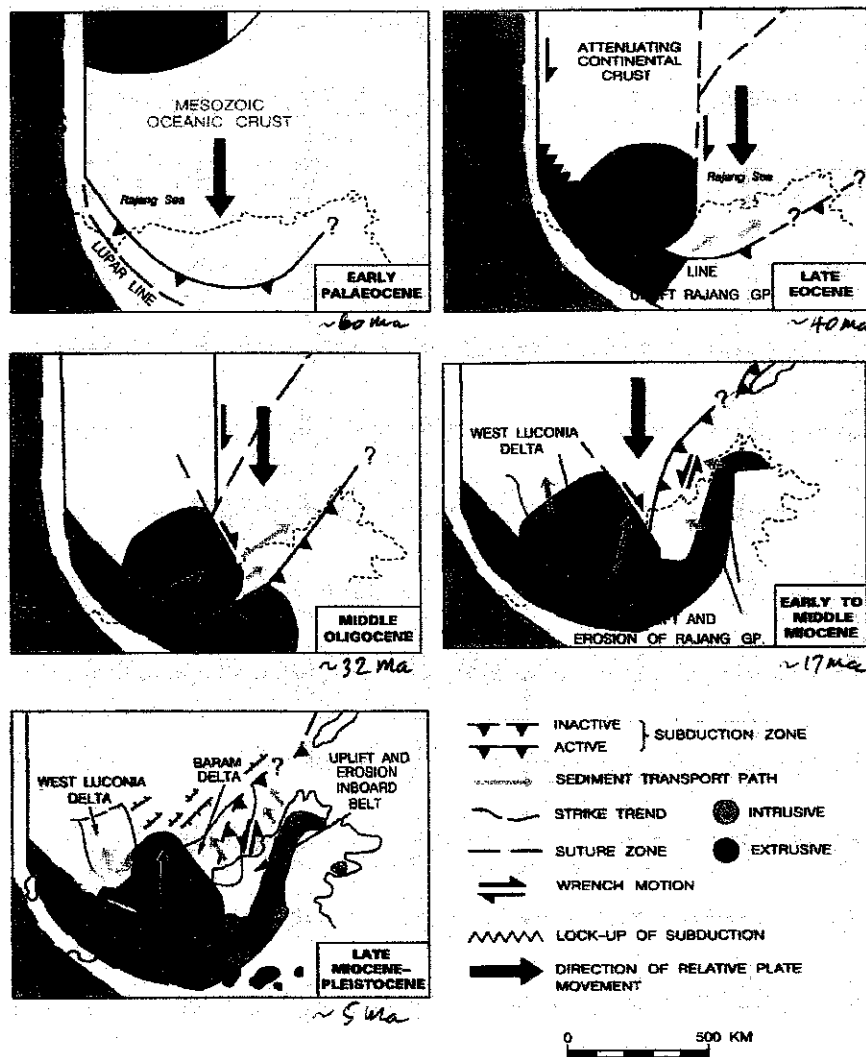 MESOZOIC
OCEANIC CRUST
Rajang Sea
?
LUPAR LINE
EARLY
PALAEOCENE
~60 Ma
ATTENUATING
CONTINENTAL
CRUST
Rajang Sea
?
?
LINE
RAJANG GP.
LATE
EOCENE
~40 Ma
?
MIDDLE
OLIGOCENE
~32 Ma
WEST LUCONIA
DELTA
?
AND
EROSION OF RAJANG GP.
EARLY TO
MIDDLE
MIOCENE
~17 Ma
WEST LUCONIA
DELTA
BARAM
DELTA
?
UPLIFT AND
EROSION
INBOARD
BELT
LATE
MIOCENE-
PLEISTOCENE
~5 Ma
INACTIVE
ACTIVE
SUBDUCTION ZONE
SEDIMENT TRANSPORT PATH
STRIKE TREND
INTRUSIVE
SUTURE ZONE
EXTRUSIVE
WRENCH MOTION
LOCK-UP OF SUBDUCTION
DIRECTION OF RELATIVE PLATE
MOVEMENT
0 500 KM